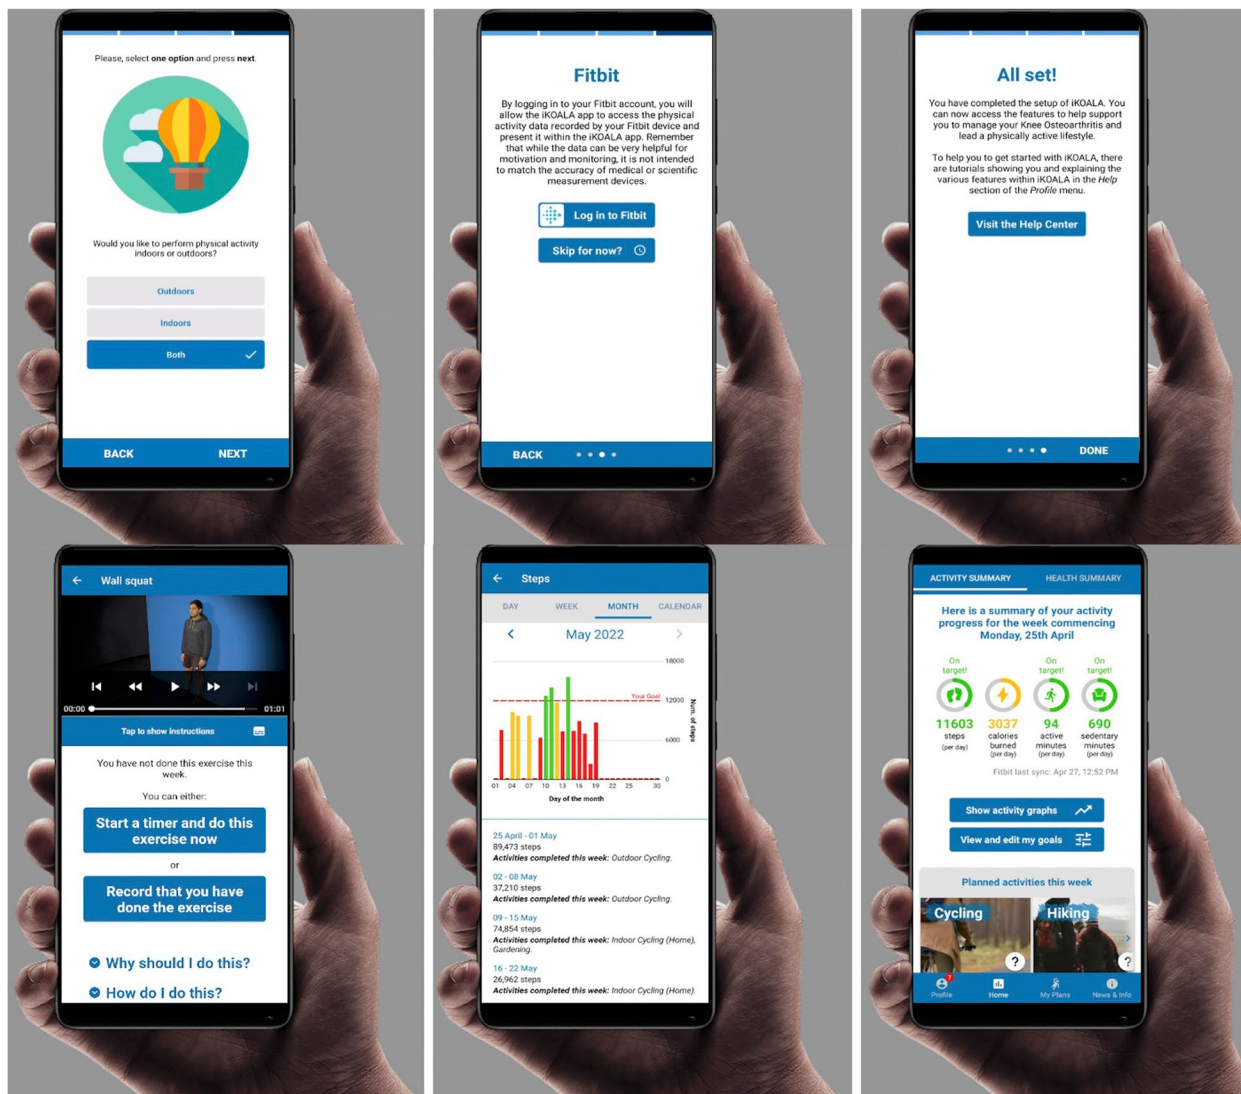 Please, select one option and press next.
Would you like to perform physical activity
indoors or outdoors?
Outdoors
Indoors
Both
BACK NEXT
Fitbit
By logging in to your Fitbit account, you will
allow the iKOALA app to access the physical
activity data recorded by your Fitbit device and
present it within the iKOALA app. Remember
that while the data can be very helpful for
motivation and monitoring, it is not intended
to match the accuracy of medical or scientific
measurement devices.
Log in to Fitbit
Skip for now?
BACK
All set!
You have completed the setup of iKOALA. You
can now access the features to help support
you to manage your Knee Osteoarthritis and
lead a physically active lifestyle.
To help you to get started with iKOALA, there
are tutorials showing you and explaining the
various features within iKOALA in the Help
section of the Profile menu.
Visit the Help Center
DONE
Wall squat
00:00 01:01
Tap to show instructions
You have not done this exercise this
week.
You can either:
Start a timer and do this
exercise now
or
Record that you have
done the exercise
Why should I do this?
How do I do this?
Steps
DAY WEEK MONTH CALENDAR
May 2022
18000
Your Goal
12000
6000
0
Num. of steps
01 04 07 10 13 16 19 22 25 30
Day of the month
25 April - 01 May
89,473 steps
Activities completed this week: Outdoor Cycling.
02 - 08 May
37,210 steps
Activities completed this week: Outdoor Cycling.
09 - 15 May
74,854 steps
Activities completed this week: Indoor Cycling (Home),
Gardening.
16 - 22 May
26,962 steps
Activities completed this week: Indoor Cycling (Home).
ACTIVITY SUMMARY HEALTH SUMMARY
Here is a summary of your activity
progress for the week commencing
Monday, 25th April
On On On
target! target! target!
11603 3037 94 690
steps calories active sedentary
(per day) burned minutes minutes
(per day) (per day) (per day)
Fitbit last sync: Apr 27, 12:52 PM
Show activity graphs
View and edit my goals
Planned activities this week
Cycling Hiking
? ?
Profile Home My Plans News & Info